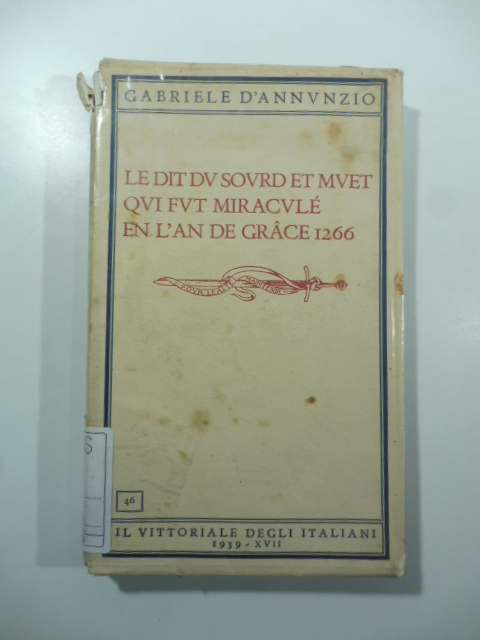 GABRIELE D'ANNVNZIO
LE DIT DV SOVRD ET MVET
QVI FVT MIRACVLÉ
EN L'AN DE GRÂCE 1266
46
IL VITTORIALE DEGLI ITALIANI
1939 - XVII